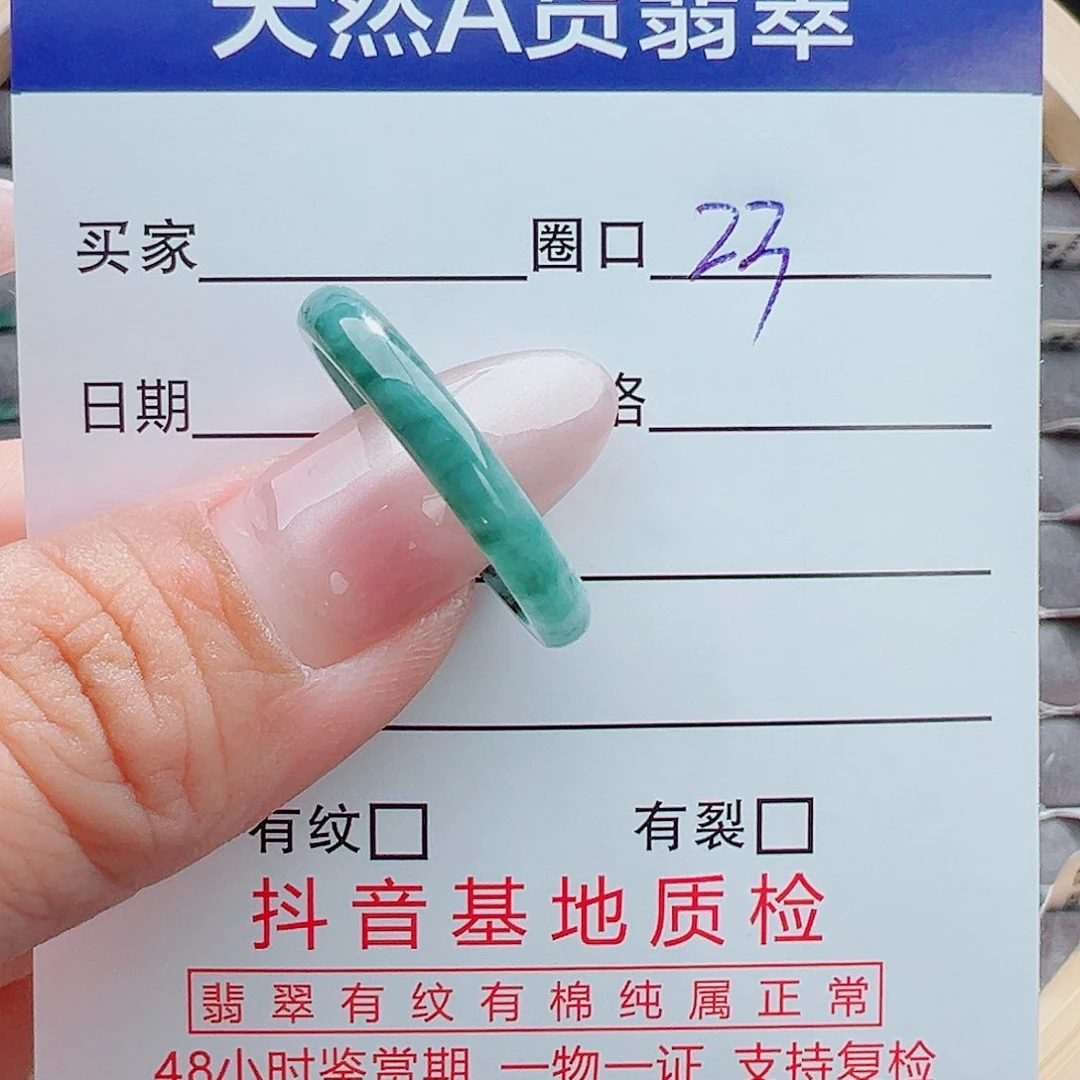 天然A货翡翠
买家 圈口 23
日期 格
有纹□ 有裂□
抖音基地质检
翡翠有纹有棉纯属正常
48小时鉴赏期 一物一证 支持复检